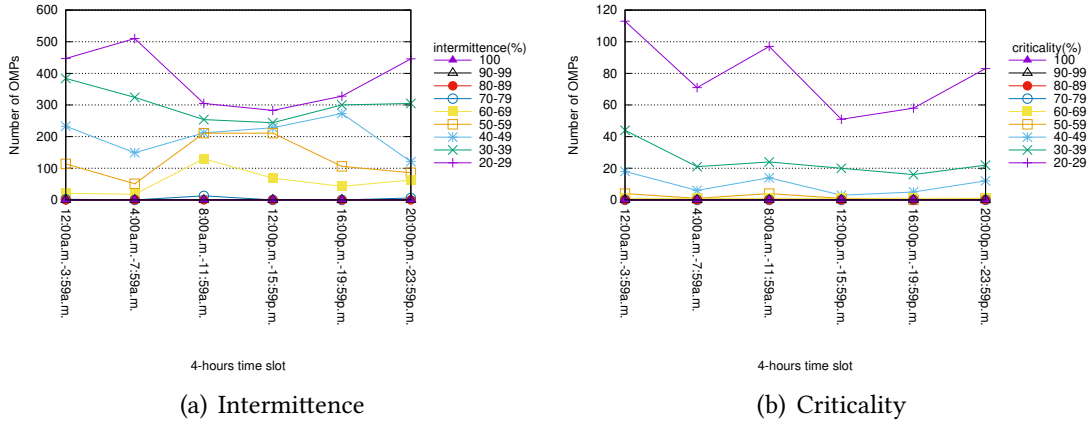 Number of OMPs
600
500
400
300
200
100
0
12:00a.m.-3:59a.m.
4:00a.m.-7:59a.m.
8:00a.m.-11:59a.m.
12:00p.m.-15:59p.m.
16:00p.m.-19:59p.m.
20:00p.m.-23:59p.m.
4-hours time slot
intermittence(%)
100
90-99
80-89
70-79
60-69
50-59
40-49
30-39
20-29
(a) Intermittence
Number of OMPs
120
100
80
60
40
20
0
12:00a.m.-3:59a.m.
4:00a.m.-7:59a.m.
8:00a.m.-11:59a.m.
12:00p.m.-15:59p.m.
16:00p.m.-19:59p.m.
20:00p.m.-23:59p.m.
4-hours time slot
criticality(%)
100
90-99
80-89
70-79
60-69
50-59
40-49
30-39
20-29
(b) Criticality